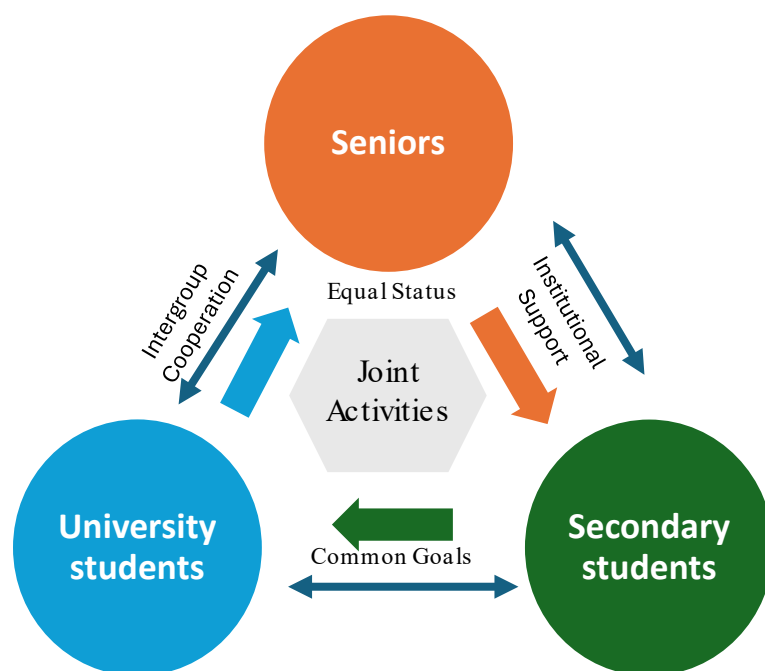 Seniors
Intergroup
Cooperation
Equal Status
Institutional
Support
Joint
Activities
University
students
Common Goals
Secondary
students